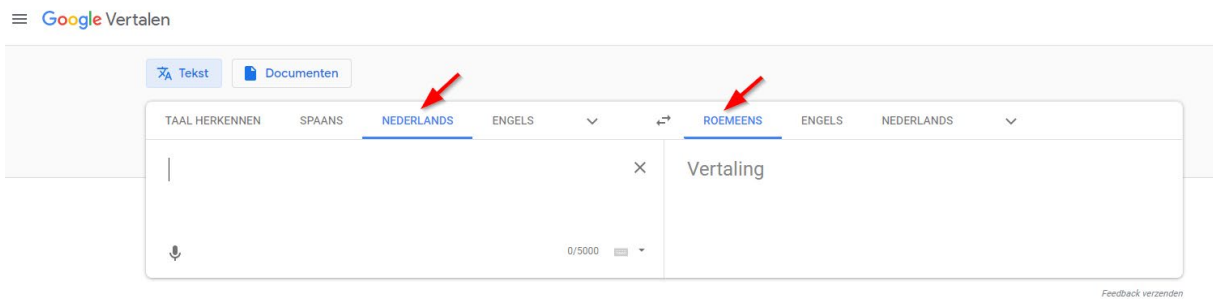 Google Vertalen
Tekst Documenten
TAAL HERKENNEN SPAANS NEDERLANDS ENGELS ROEMEENS ENGELS NEDERLANDS
Vertaling
0/5000
Feedback verzenden